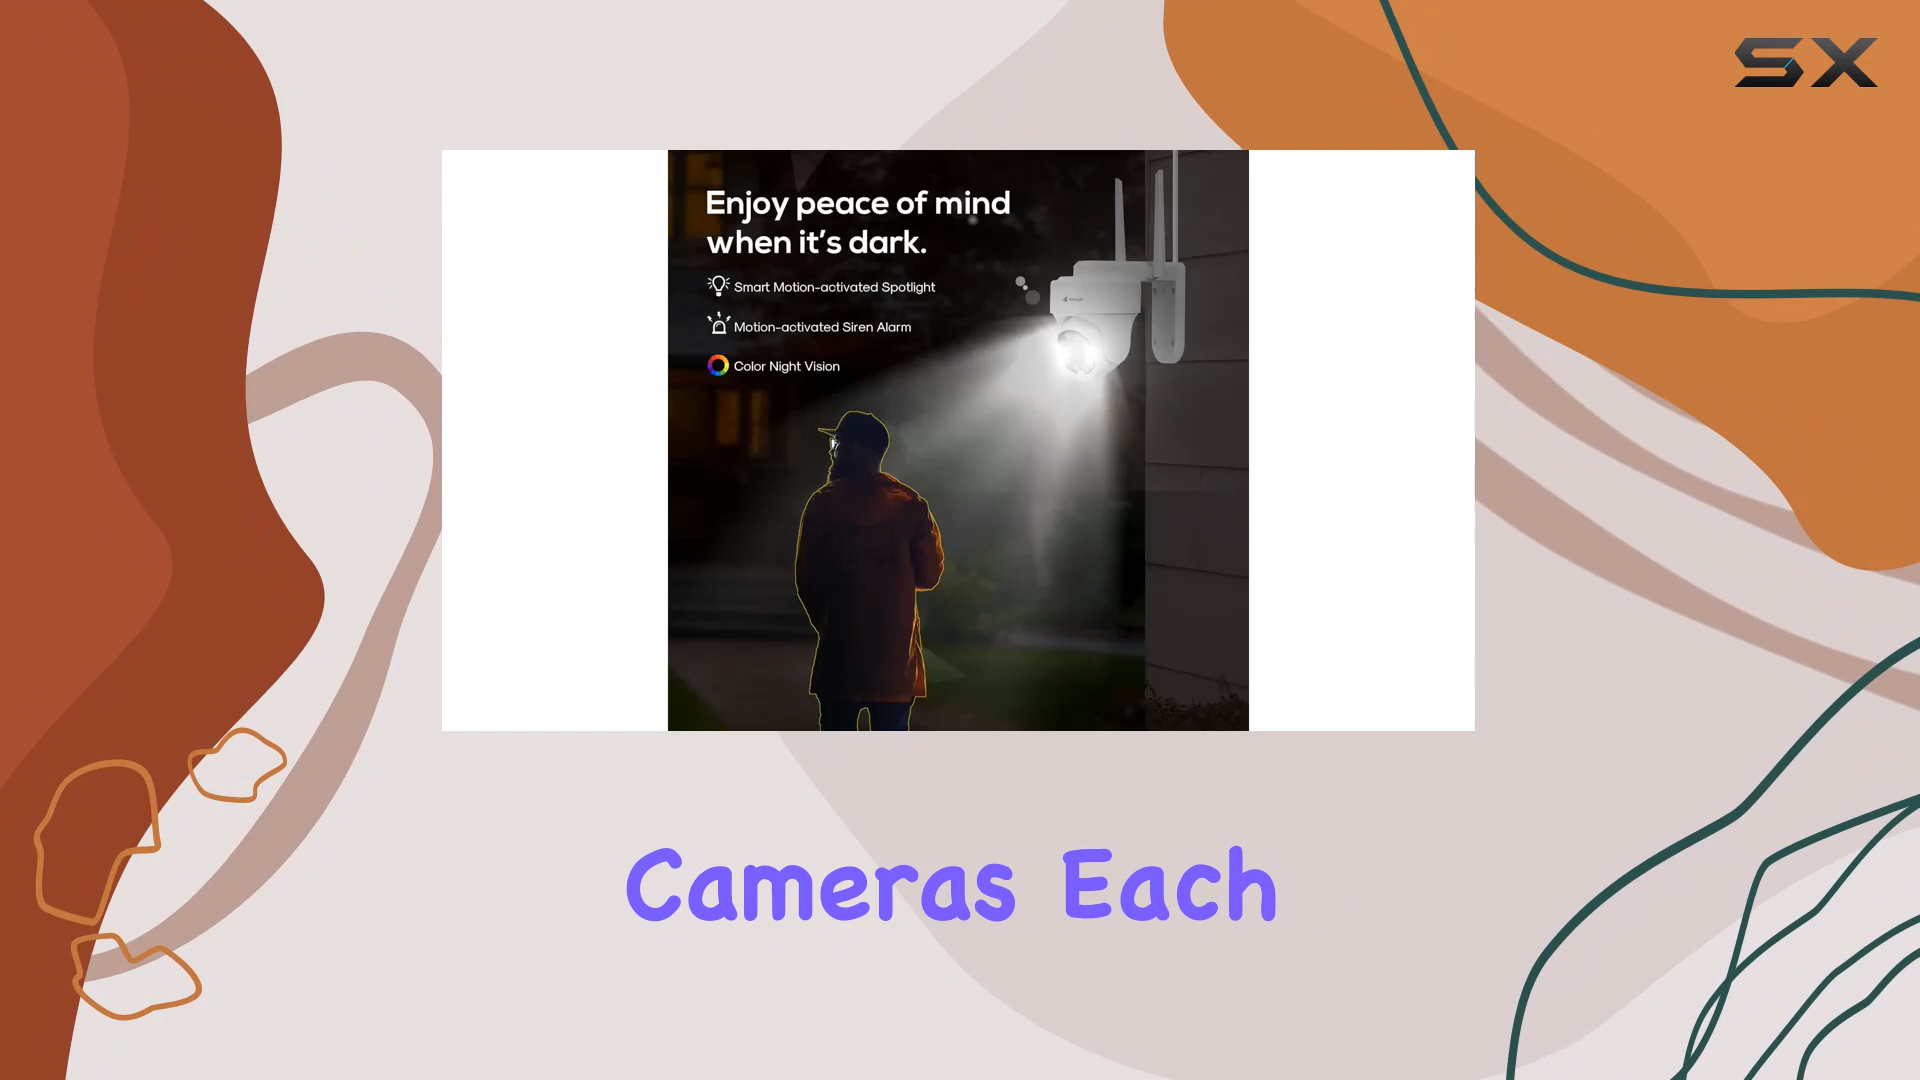 SX
Enjoy peace of mind
when it's dark.
Smart Motion-activated Spotlight
Motion-activated Siren Alarm
Color Night Vision
Cameras Each